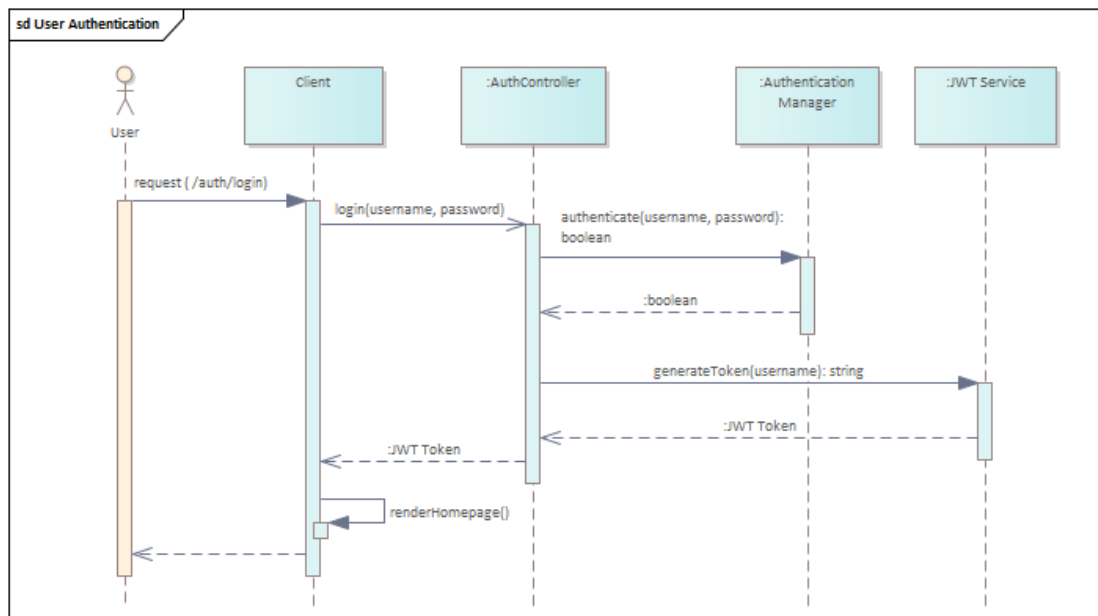 sd User Authentication
Client
:AuthController
:Authentication
Manager
:JWT Service
User
request ( /auth/login)
login(username, password)
authenticate(username, password):
boolean
:boolean
generateToken(username): string
:JWT Token
:JWT Token
renderHomepage()